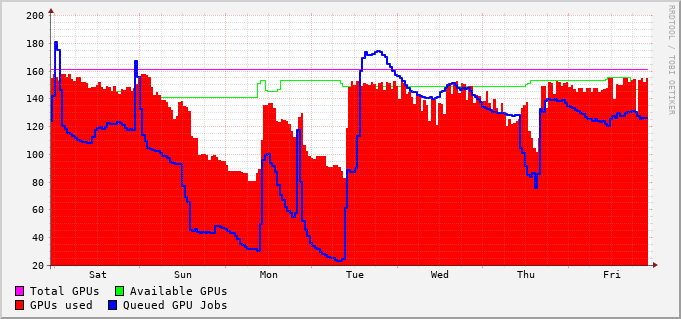 200
180
160
140
120
100
80
60
40
20
Sat Sun Mon Tue Wed Thu Fri
Total GPUs Available GPUs
GPUs used Queued GPU Jobs
RRDTOOL / TOBI OETIKER